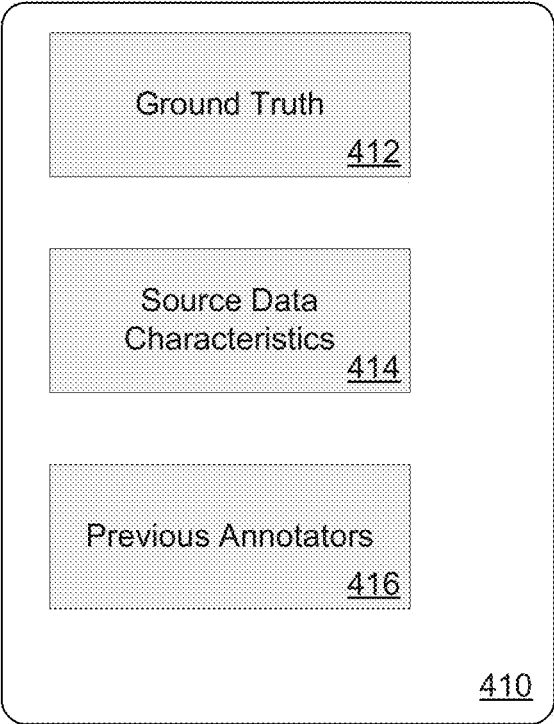 Ground Truth
412
Source Data
Characteristics
414
Previous Annotators
416
410